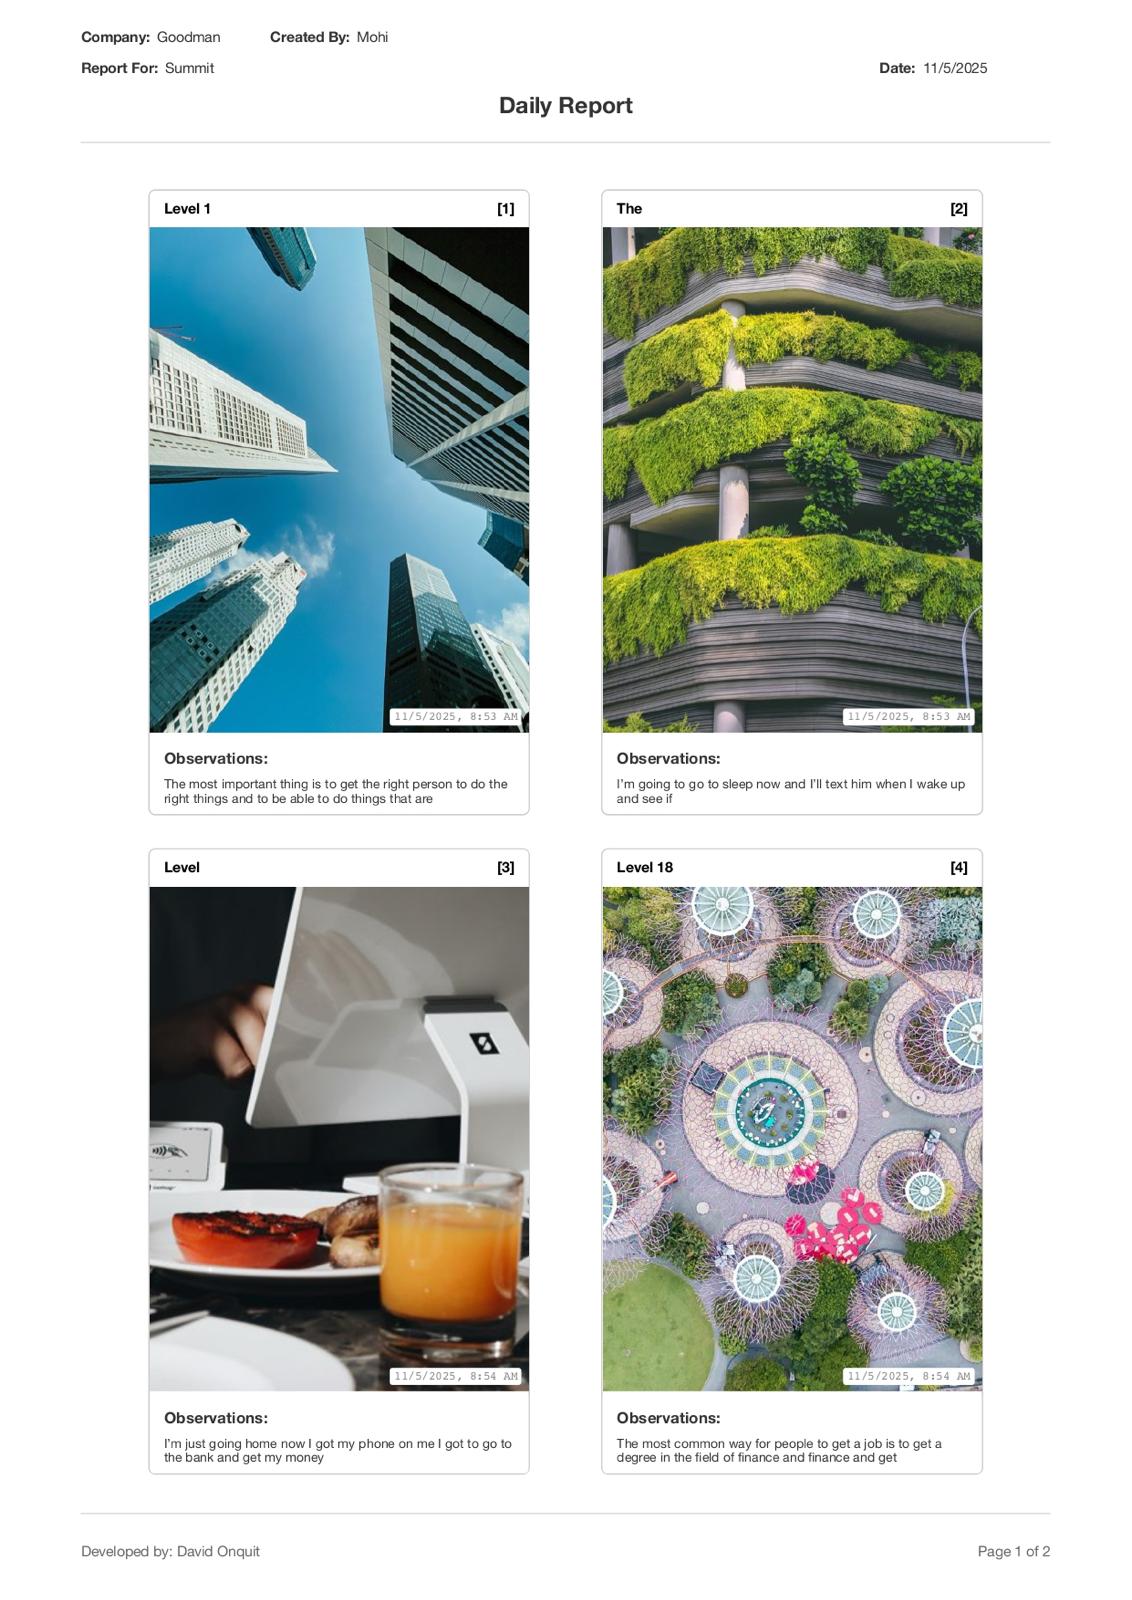 Company: Goodman Created By: Mohi
Report For: Summit Date: 11/5/2025
Daily Report
Level 1 [1]
11/5/2025, 8:53 AM
Observations:
The most important thing is to get the right person to do the
right things and to be able to do things that are
The [2]
11/5/2025, 8:53 AM
Observations:
I'm going to go to sleep now and I'll text him when I wake up
and see if
Level [3]
11/5/2025, 8:54 AM
Observations:
I'm just going home now I got my phone on me I got to go to
the bank and get my money
Level 18 [4]
11/5/2025, 8:54 AM
Observations:
The most common way for people to get a job is to get a
degree in the field of finance and finance and get
Developed by: David Onquit Page 1 of 2